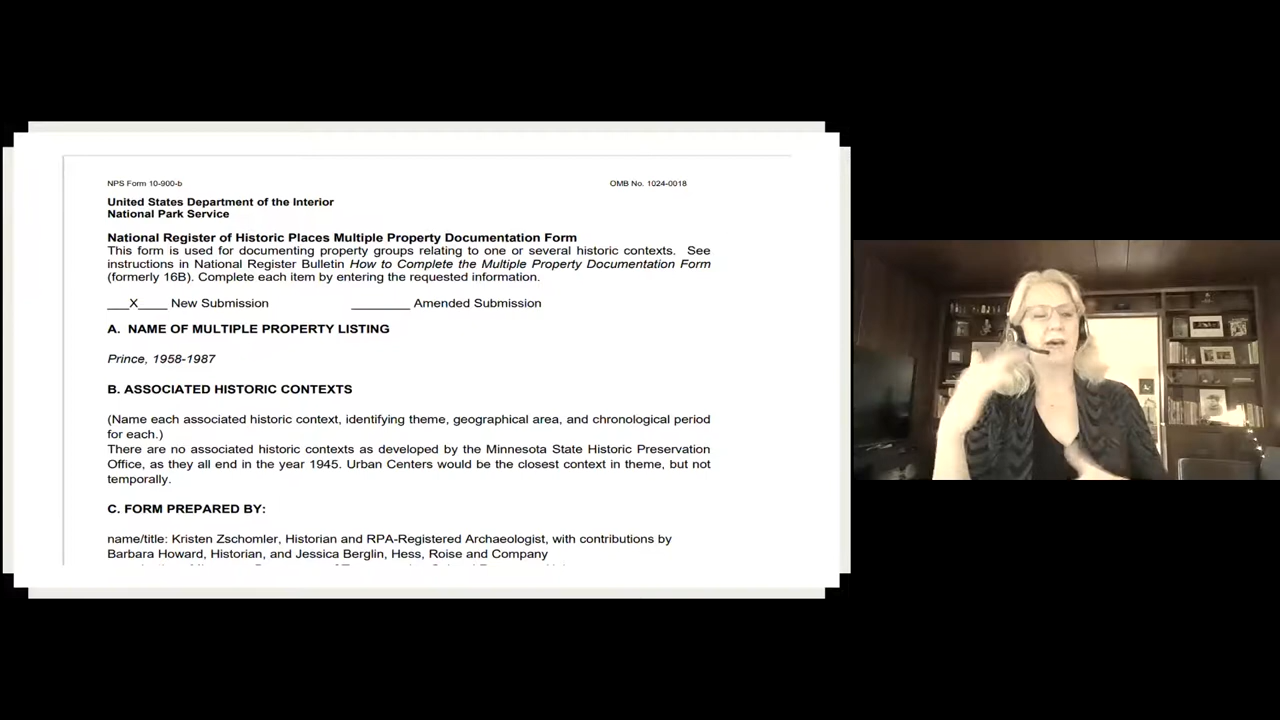 NPS Form 10-900-b OMB No. 1024-0018
United States Department of the Interior
National Park Service
National Register of Historic Places Multiple Property Documentation Form
This form is used for documenting property groups relating to one or several historic contexts. See
instructions in National Register Bulletin How to Complete the Multiple Property Documentation Form
(formerly 16B). Complete each item by entering the requested information.
___X____ New Submission ________ Amended Submission
A. NAME OF MULTIPLE PROPERTY LISTING
Prince, 1958-1987
B. ASSOCIATED HISTORIC CONTEXTS
(Name each associated historic context, identifying theme, geographical area, and chronological period
for each.)
There are no associated historic contexts as developed by the Minnesota State Historic Preservation
Office, as they all end in the year 1945. Urban Centers would be the closest context in theme, but not
temporally.
C. FORM PREPARED BY:
name/title: Kristen Zschomler, Historian and RPA-Registered Archaeologist, with contributions by
Barbara Howard, Historian, and Jessica Berglin, Hess, Roise and Company